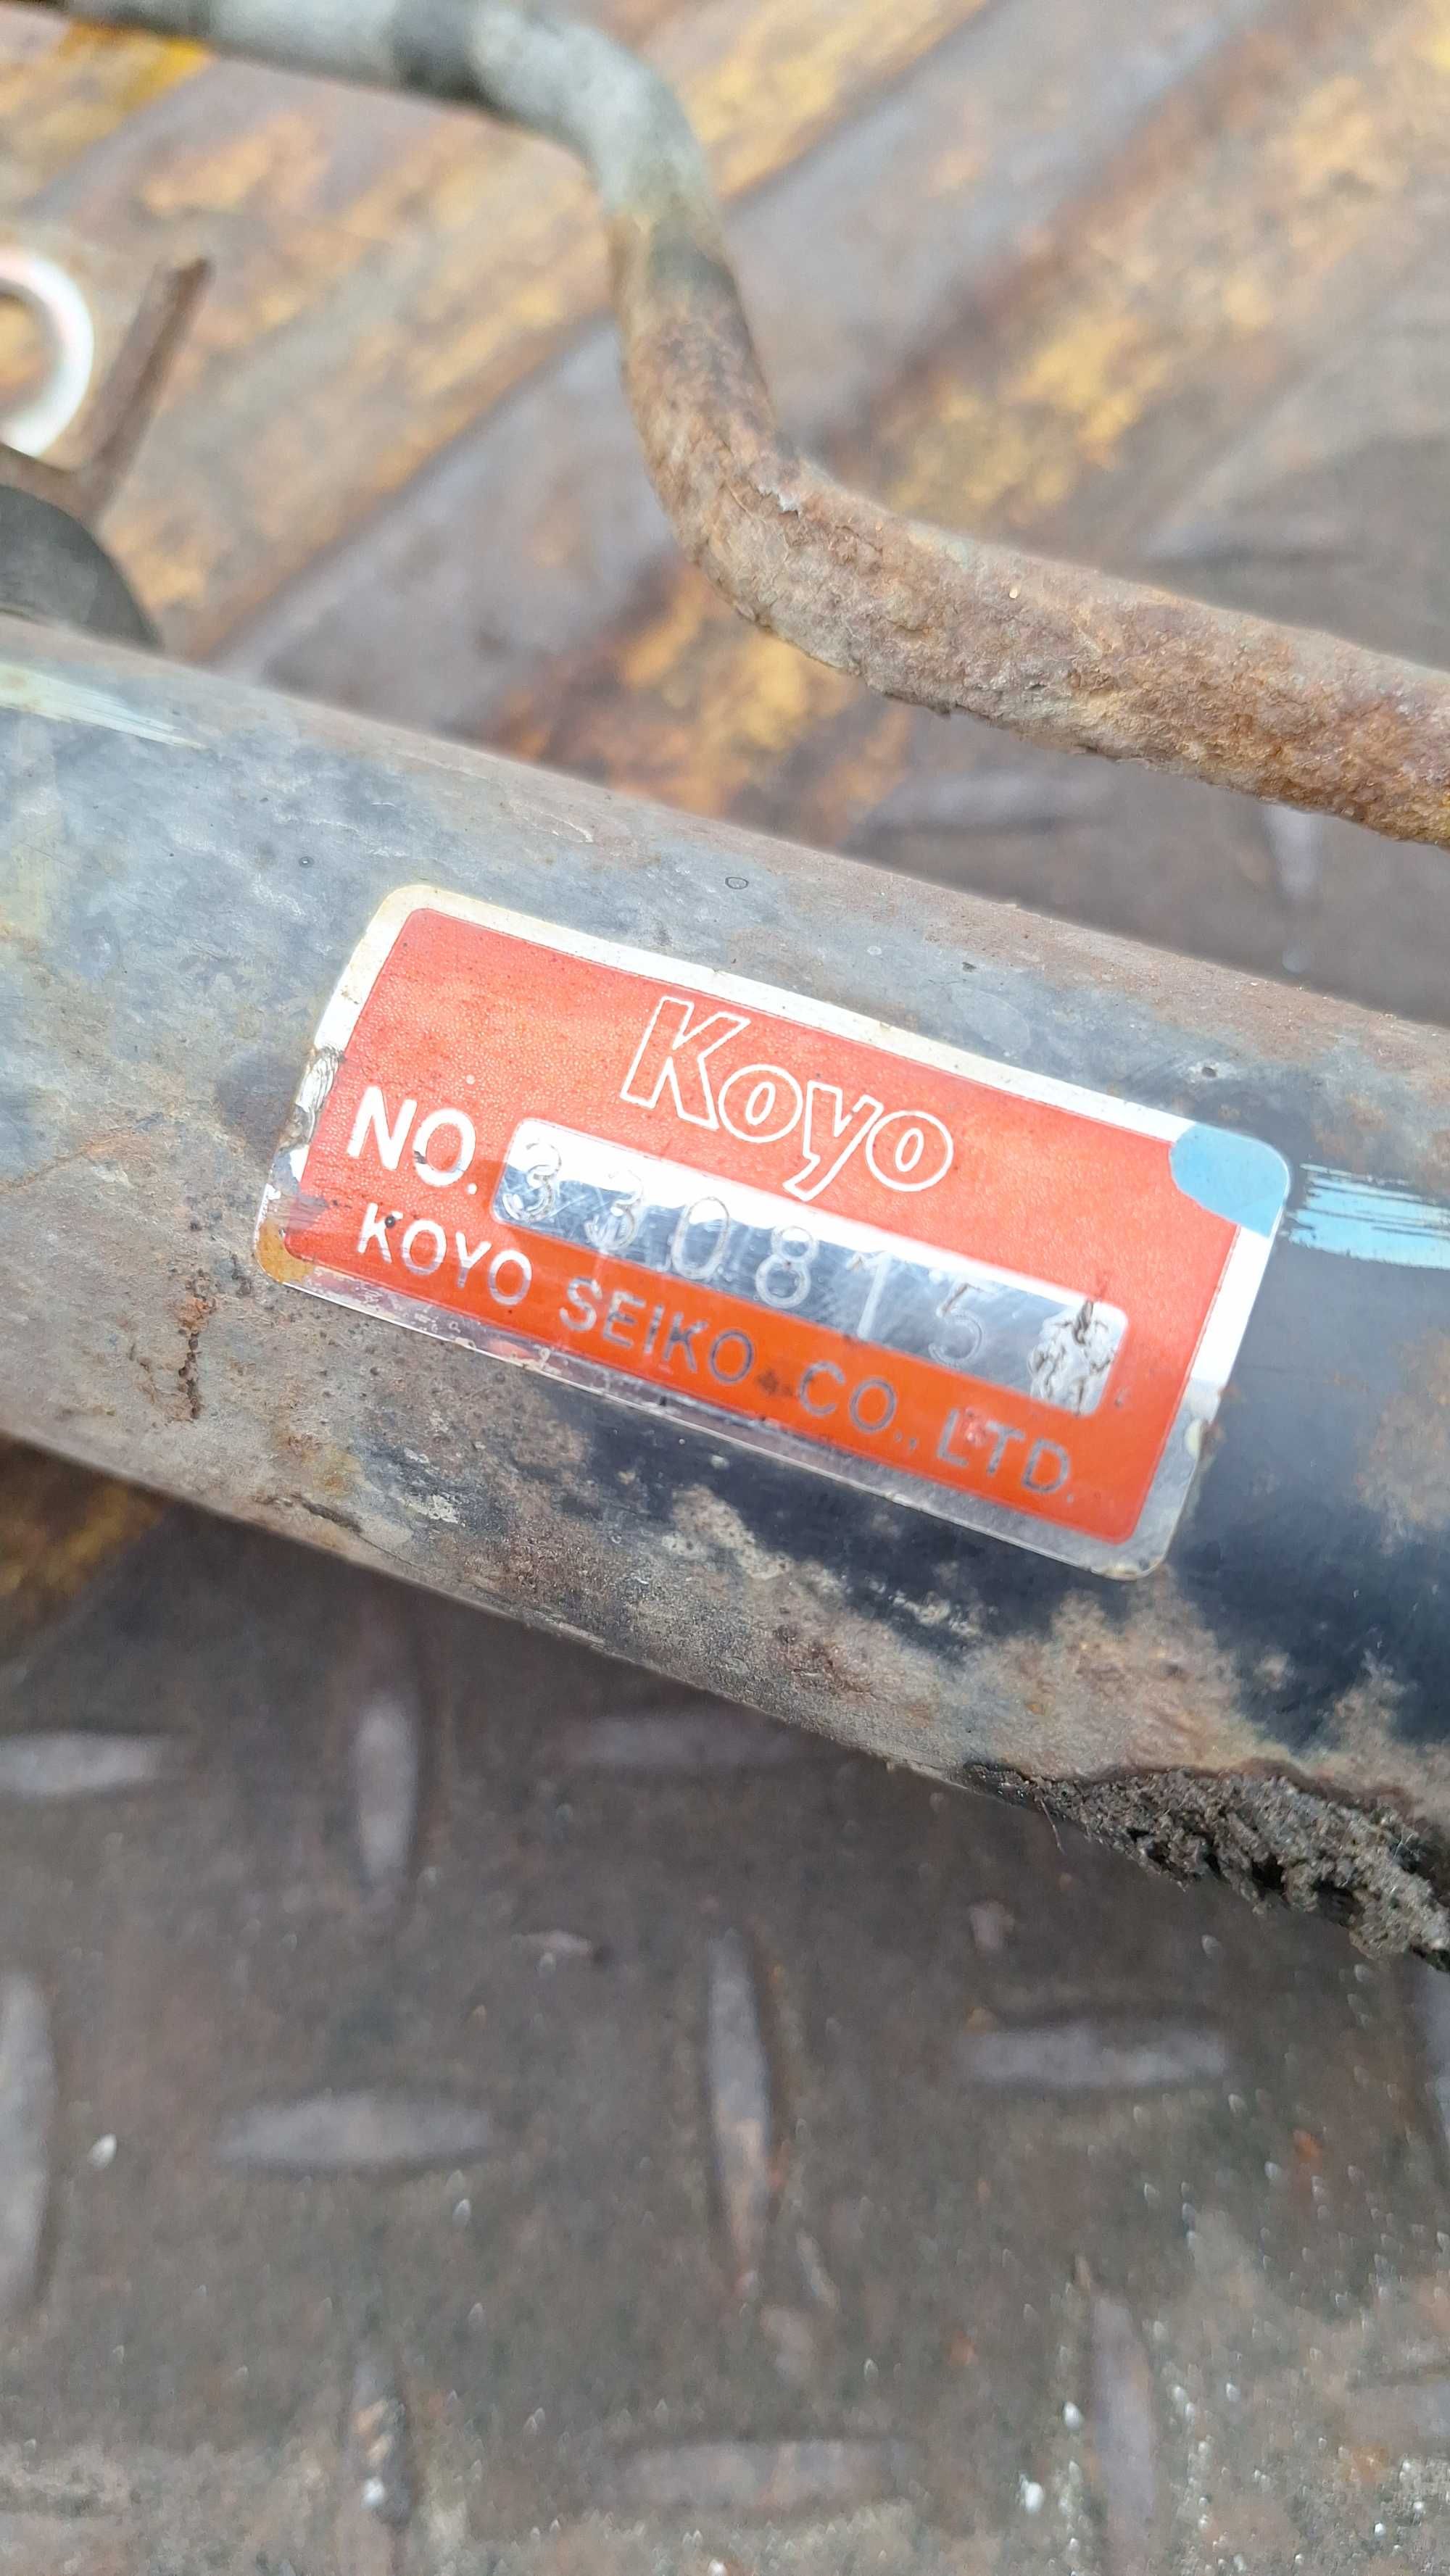 Koyo
NO. 330815
KOYO SEIKO CO., LTD.